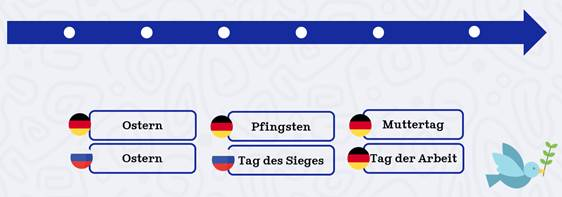 Ostern
Pfingsten
Muttertag
Ostern
Tag des Sieges
Tag der Arbeit